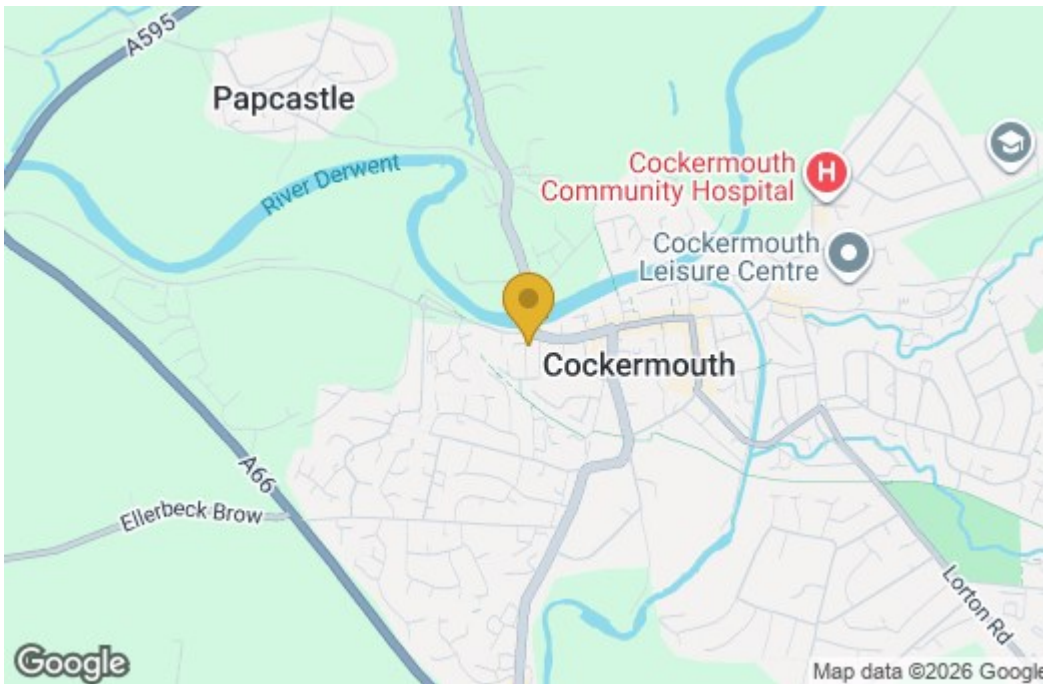 A595
Papcastle
River Derwent
Cockermouth
Community Hospital
H
Cockermouth
Leisure Centre
Cockermouth
A66
Ellerbeck Brow
Lorton Rd
Google
Map data ©2026 Google